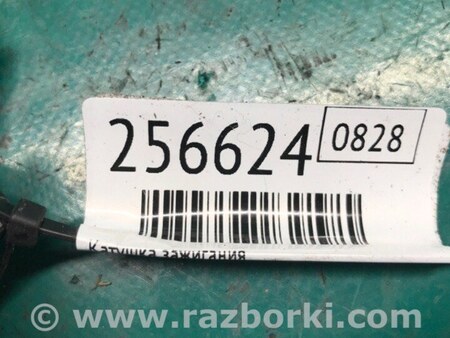 256624 0828
Катушка зажигания
© www.razborki.com